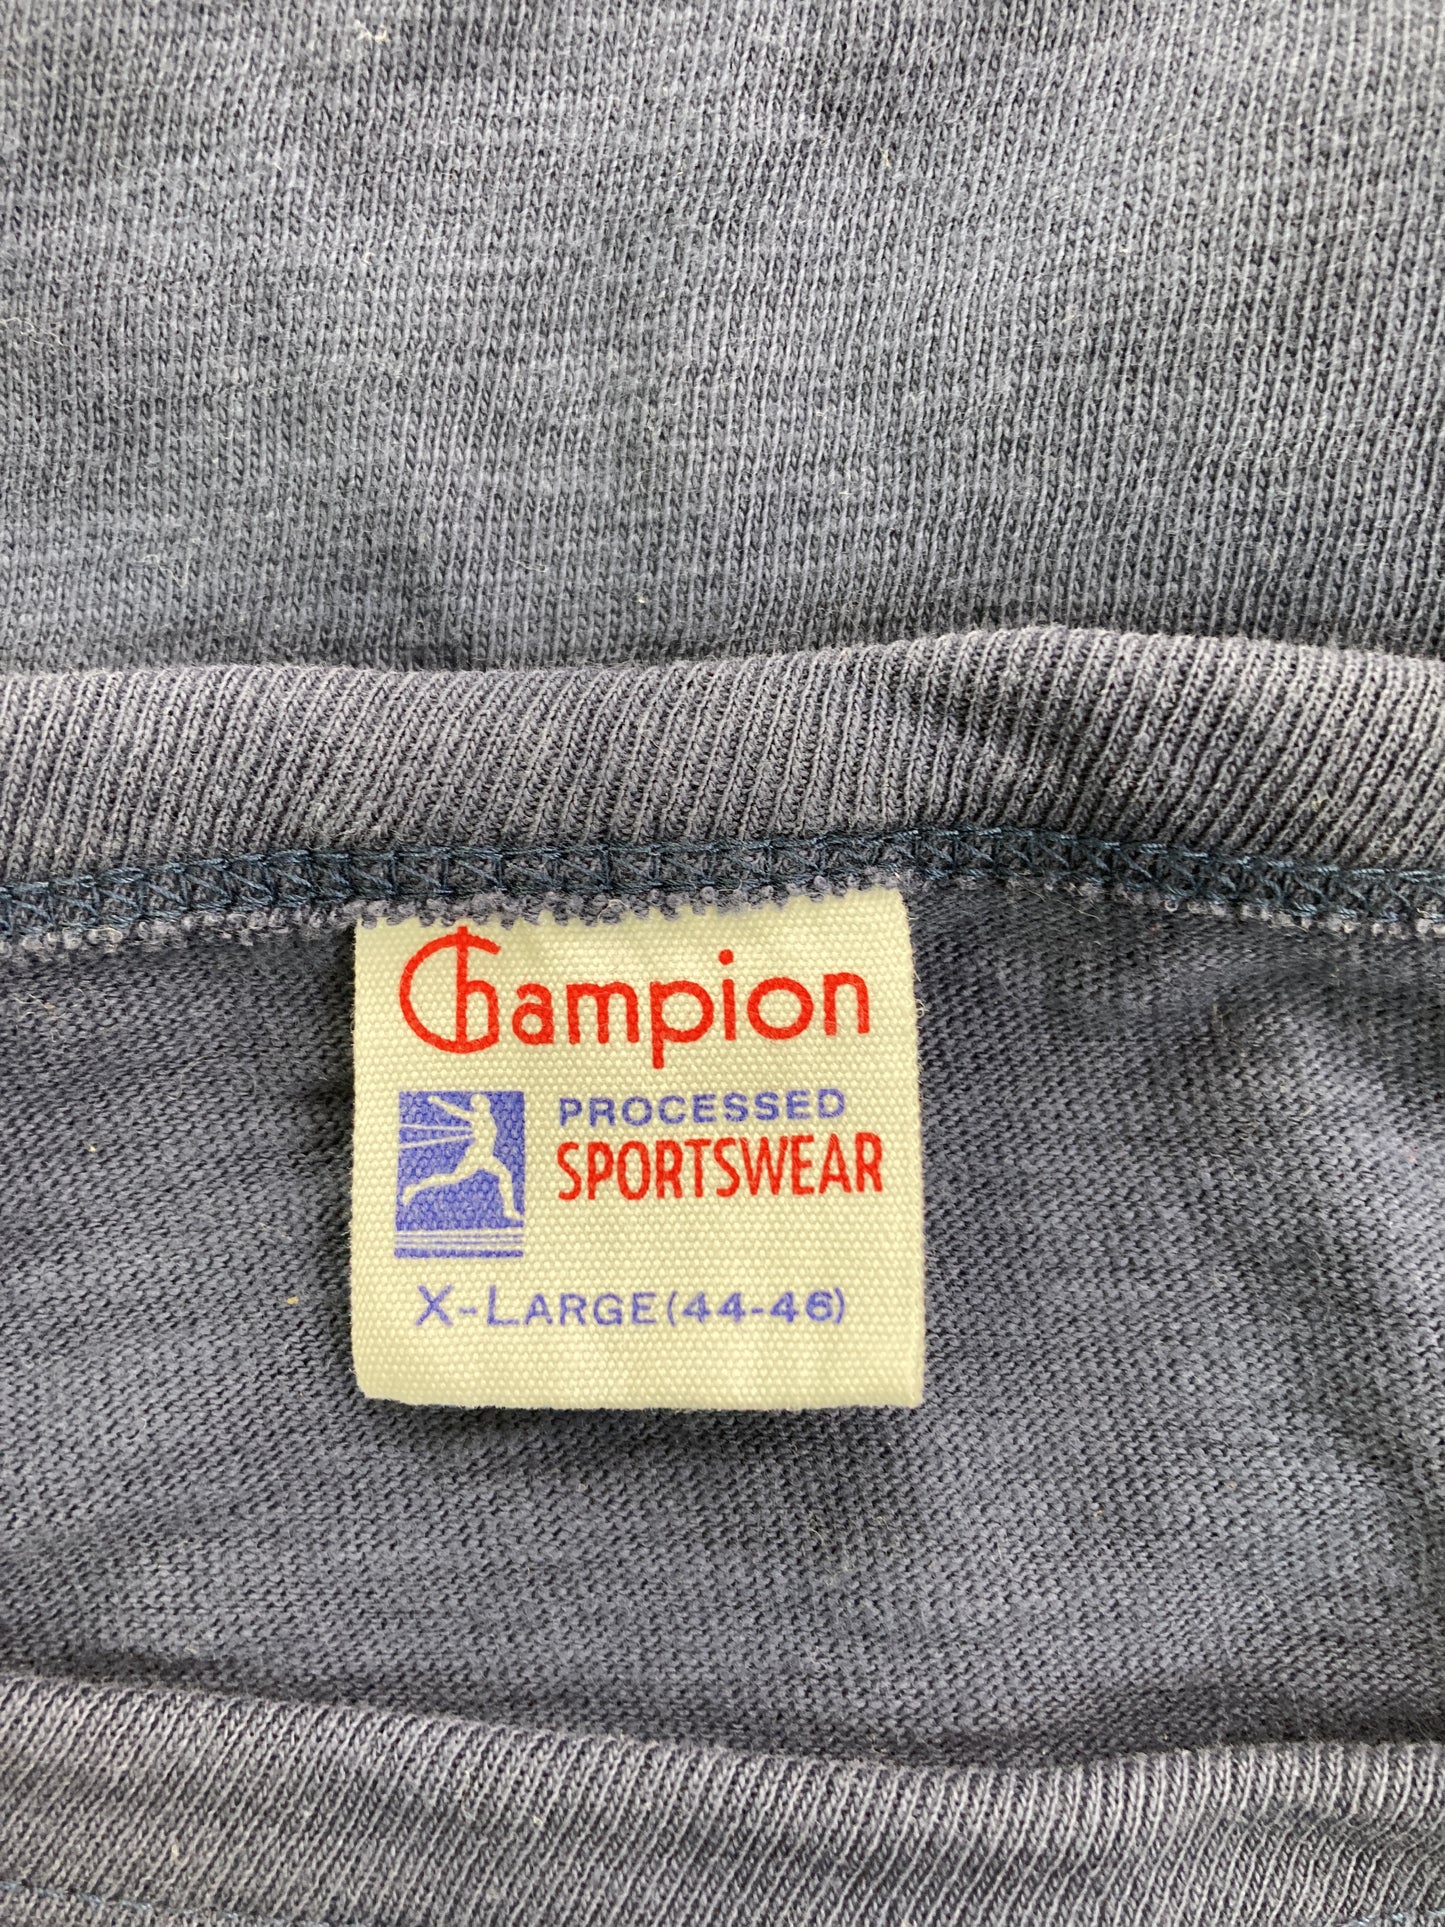 Champion
PROCESSED
SPORTSWEAR
X-LARGE (44-46)